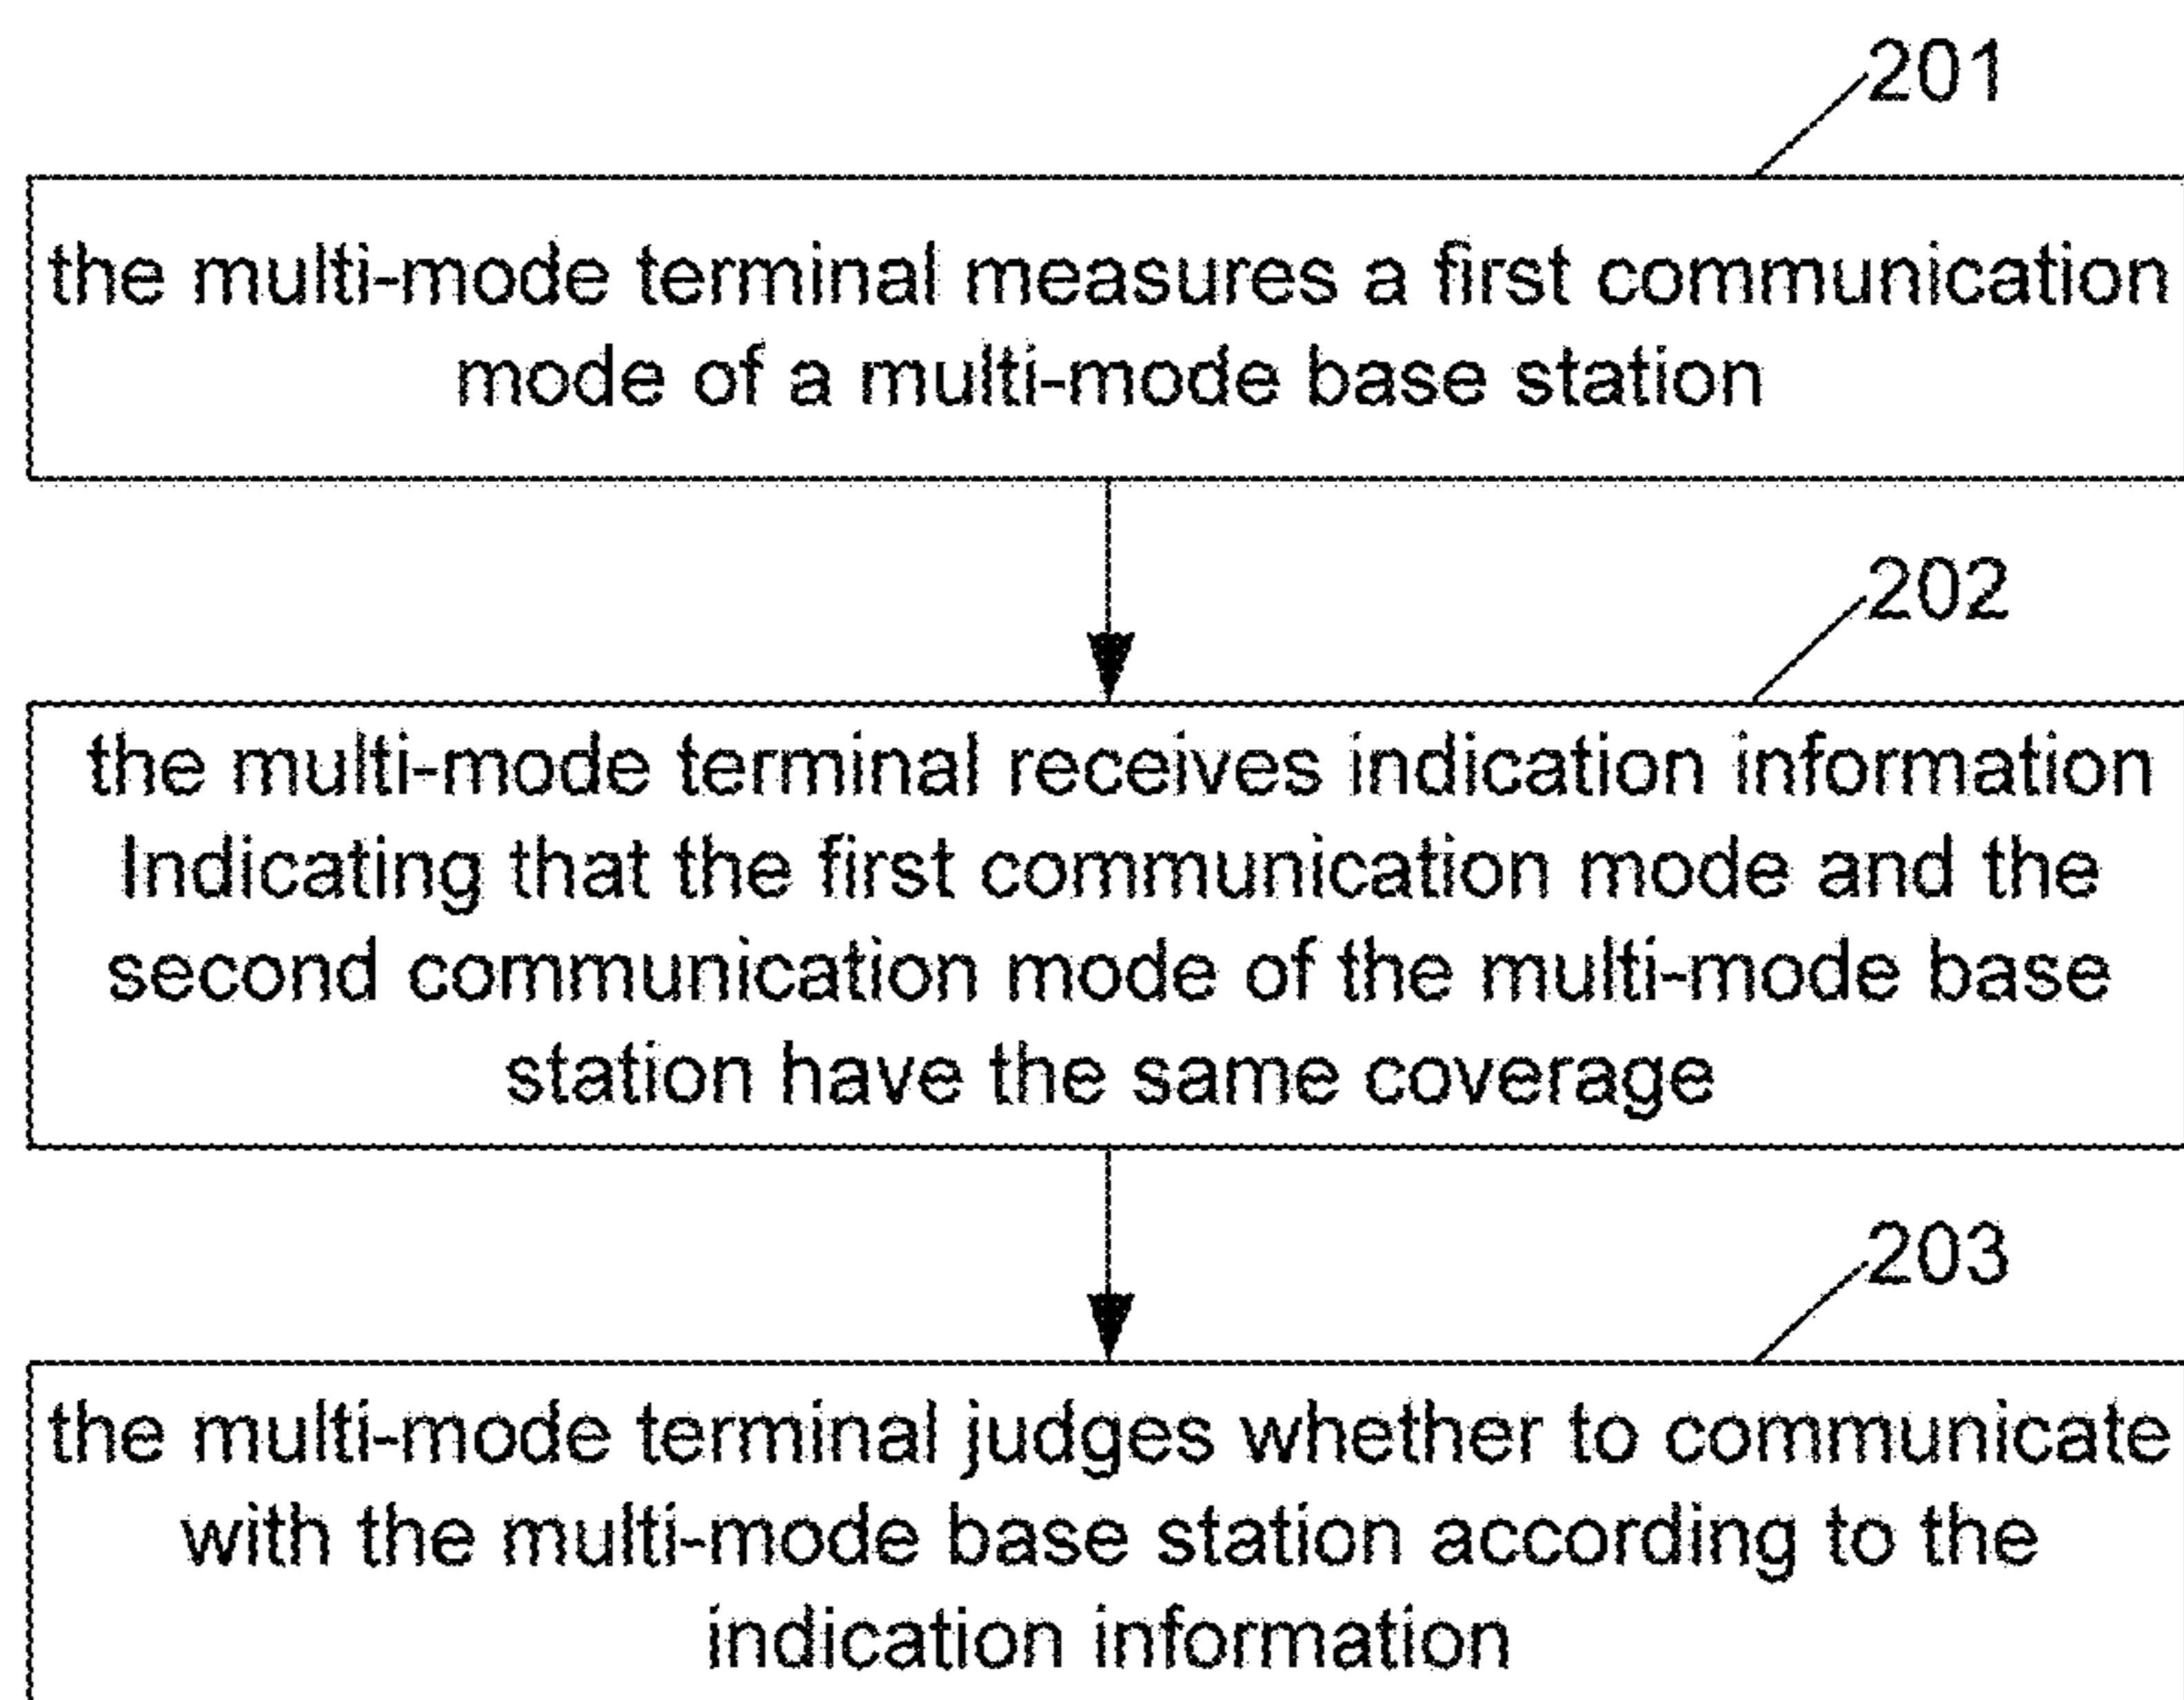 201
the multi-mode terminal measures a first communication
mode of a multi-mode base station
202
the multi-mode terminal receives indication information
Indicating that the first communication mode and the
second communication mode of the multi-mode base
station have the same coverage
203
the multi-mode terminal judges whether to communicate
with the multi-mode base station according to the
indication information